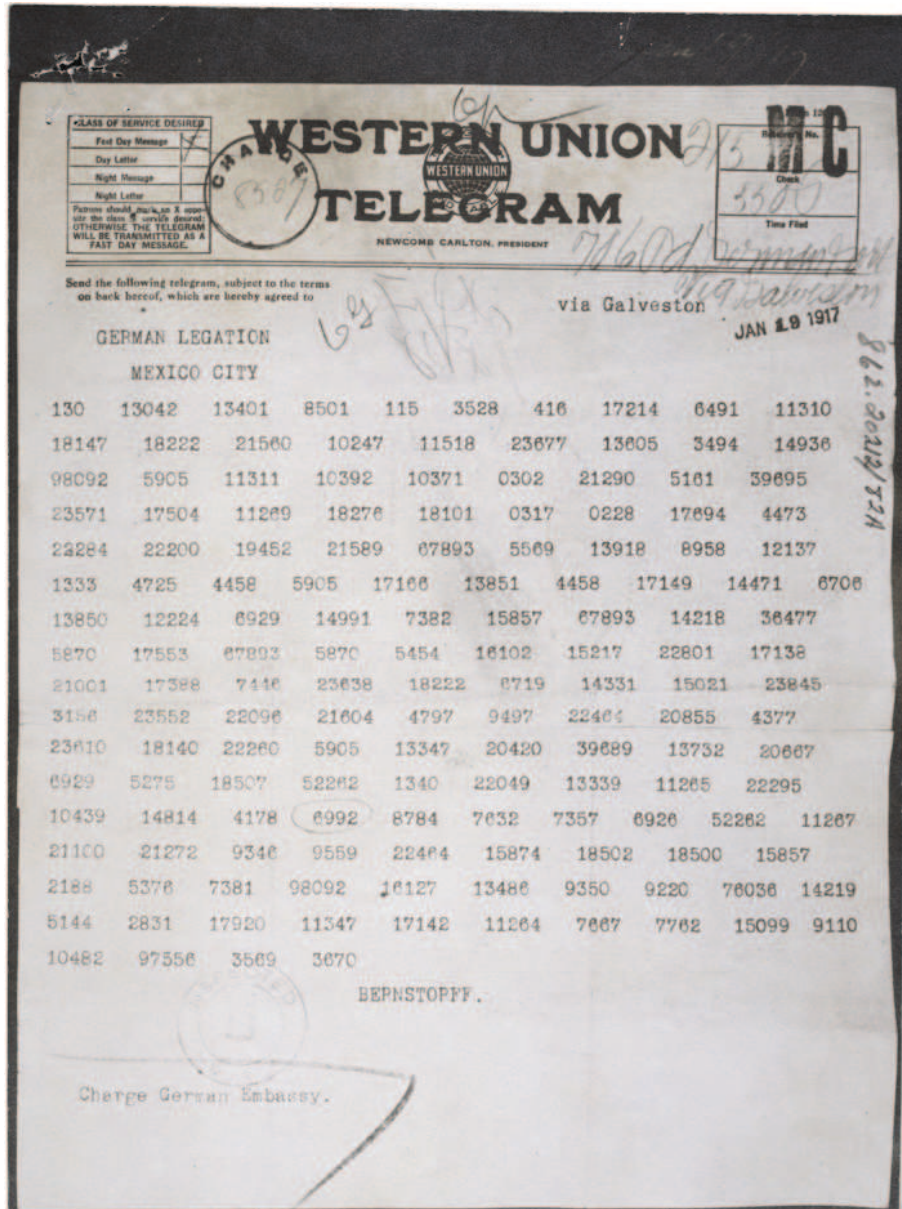 CLASS OF SERVICE DESIRED
Fast Day Message
Day Letter
Night Message
Night Letter
Patrons should mark an X oppo-
site the class of service desired;
OTHERWISE THE TELEGRAM
WILL BE TRANSMITTED AS A
FAST DAY MESSAGE.
CHARGE
8587
WESTERN UNION
WESTERN UNION
TELEGRAM
NEWCOMB CARLTON, PRESIDENT
M C
Check
Time Filed
Send the following telegram, subject to the terms
on back hereof, which are hereby agreed to
via Galveston
via Galveston
JAN 19 1917
862.20212/82A
GERMAN LEGATION
MEXICO CITY
130 13042 13401 8501 115 3528 416 17214 6491 11310
18147 18222 21560 10247 11518 23677 13605 3494 14936
98092 5905 11311 10392 10371 0302 21290 5161 39695
23571 17504 11269 18276 18101 0317 0228 17694 4473
22284 22200 19452 21589 67893 5569 13918 8958 12137
1333 4725 4458 5905 17166 13851 4458 17149 14471 6706
13850 12224 6929 14991 7382 15857 67893 14218 36477
5870 17553 67893 5870 5454 16102 15217 22801 17138
21001 17388 7446 23638 18222 6719 14331 15021 23845
3156 23552 22096 21604 4797 9497 22464 20855 4377
23610 18140 22260 5905 13347 20420 39689 13732 20667
6929 5275 18507 52262 1340 22049 13339 11265 22295
10439 14814 4178 6992 8784 7632 7357 6926 52262 11267
21100 21272 9346 9559 22464 15874 18502 18500 15857
2188 5376 7381 98092 16127 13486 9350 9220 76036 14219
5144 2831 17920 11347 17142 11264 7667 7762 15099 9110
10482 97556 3569 3670
BERNSTORFF.
Charge German Embassy.